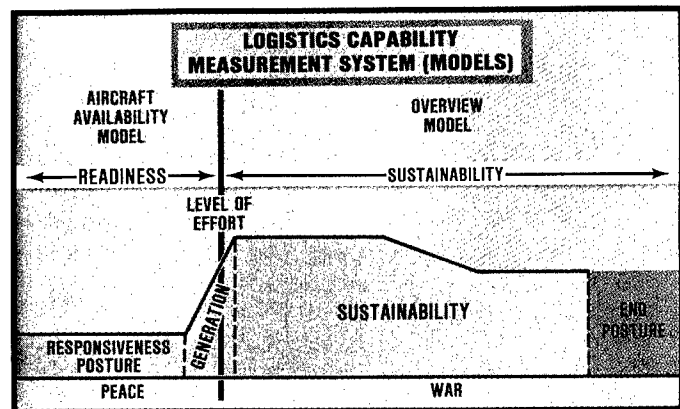 LOGISTICS CAPABILITY
MEASUREMENT SYSTEM (MODELS)
AIRCRAFT
AVAILABILITY
MODEL
OVERVIEW
MODEL
READINESS
SUSTAINABILITY
LEVEL OF
EFFORT
GENERATION
SUSTAINABILITY
END
POSTURE
RESPONSIVENESS
POSTURE
PEACE
WAR